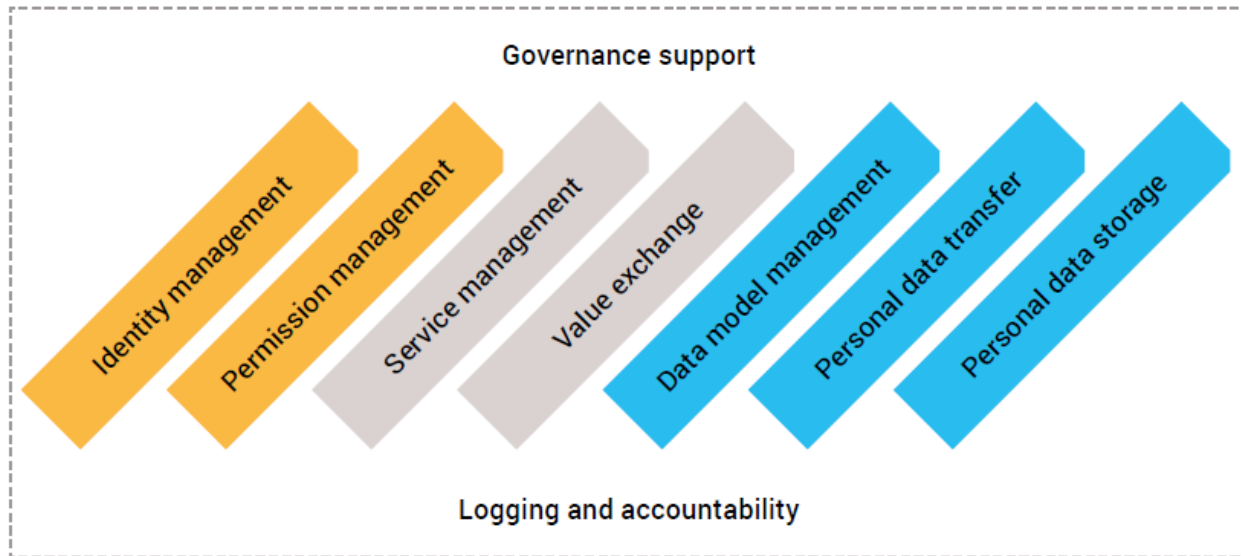 Governance support
Identity management
Permission management
Service management
Value exchange
Data model management
Personal data transfer
Personal data storage
Logging and accountability